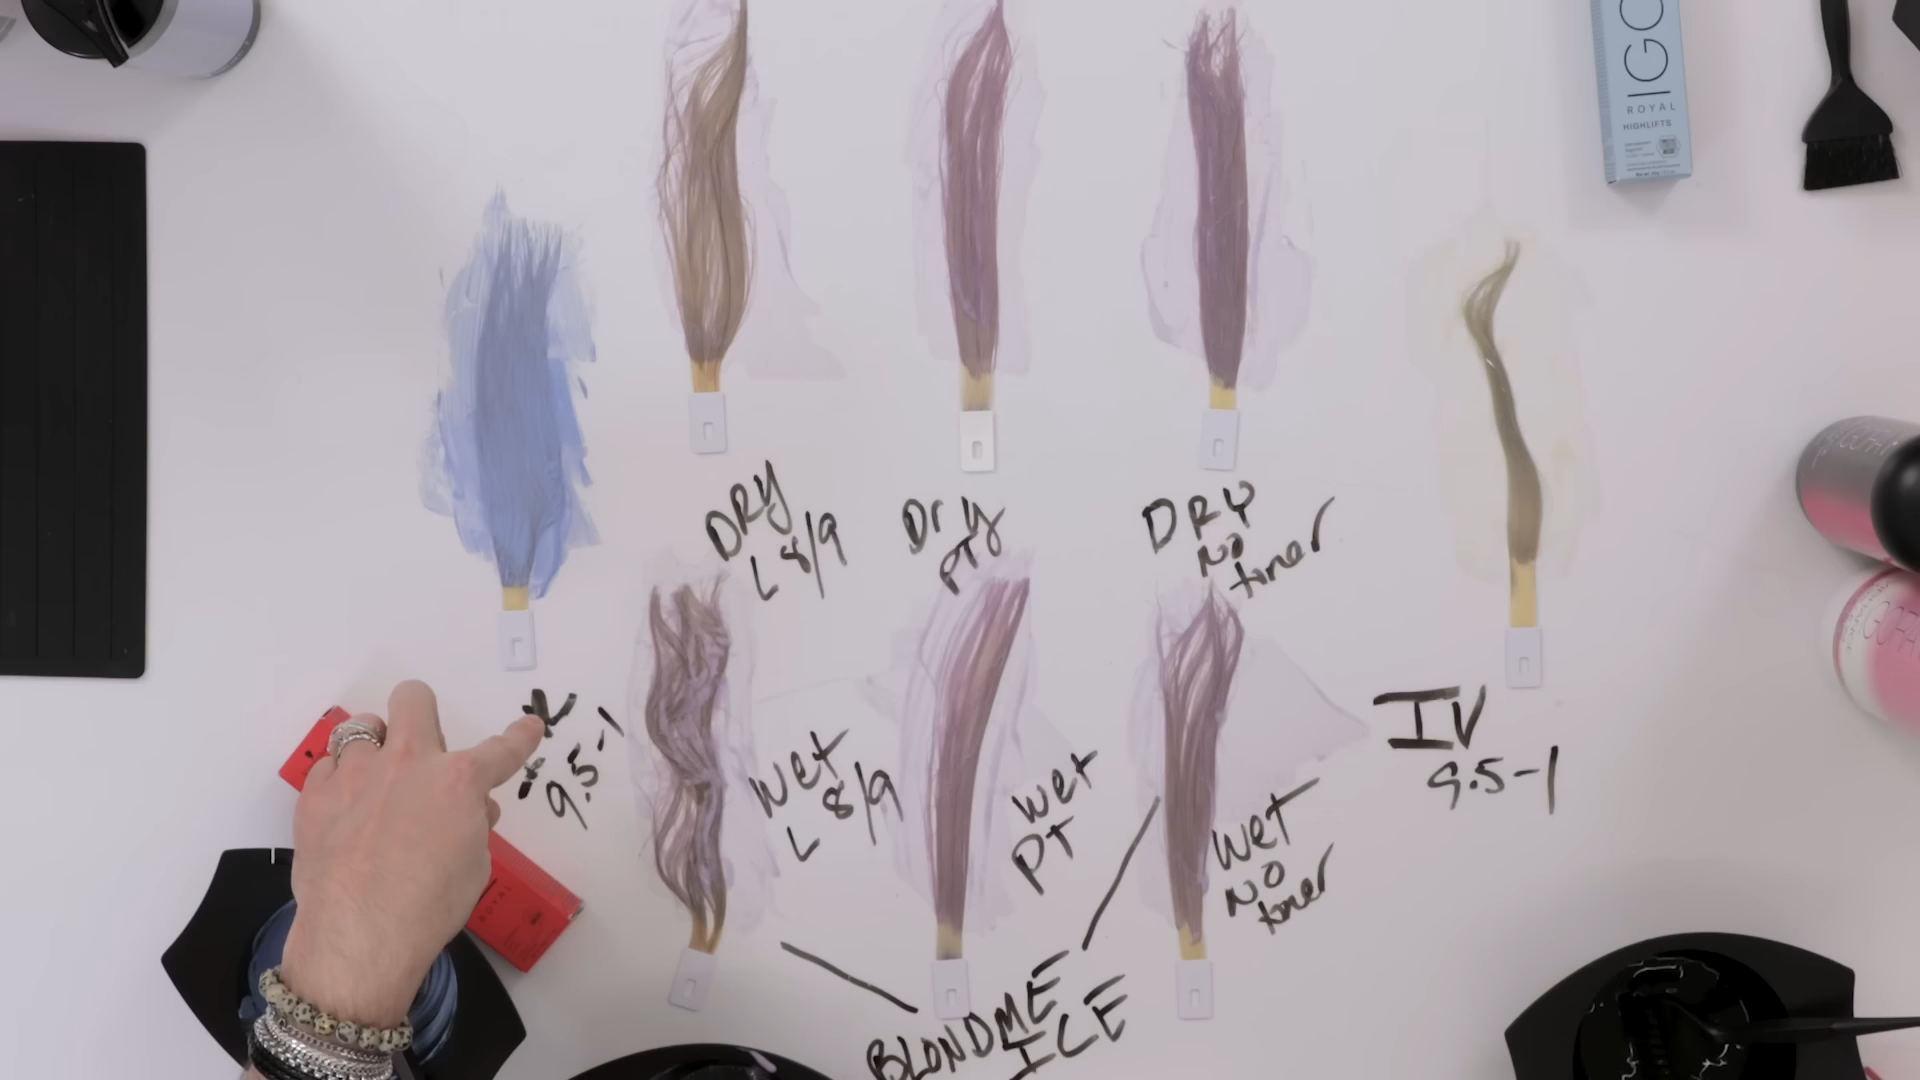 IGO
ROYAL
HIGHLIFTS
DRY
L 8/9
Dry
PT
DRY
NO
toner
9.5-1
Wet
L 8/9
Wet
PT
Wet
NO
toner
IV
9.5-1
BLONDME
ICE
ROYAL